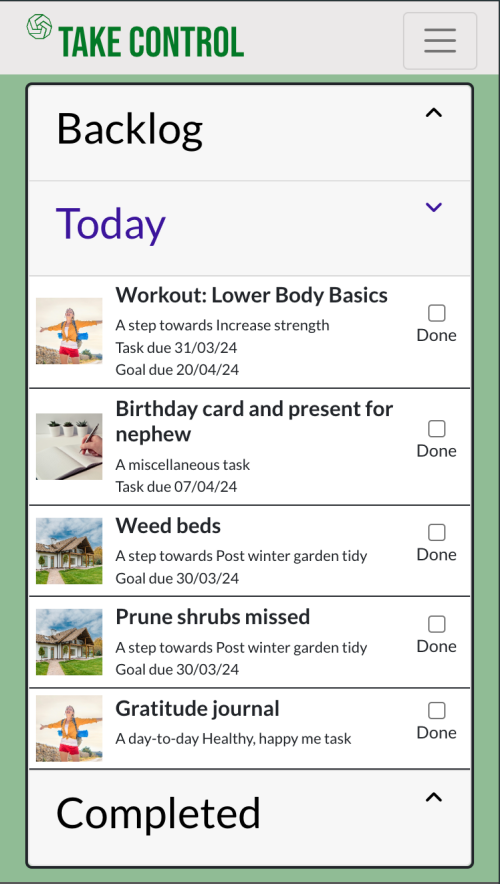 TAKE CONTROL
Backlog
Today
Workout: Lower Body Basics
A step towards Increase strength
Task due 31/03/24
Goal due 20/04/24
Done
Birthday card and present for
nephew
A miscellaneous task
Task due 07/04/24
Done
Weed beds
A step towards Post winter garden tidy
Goal due 30/03/24
Done
Prune shrubs missed
A step towards Post winter garden tidy
Goal due 30/03/24
Done
Gratitude journal
A day-to-day Healthy, happy me task
Done
Completed